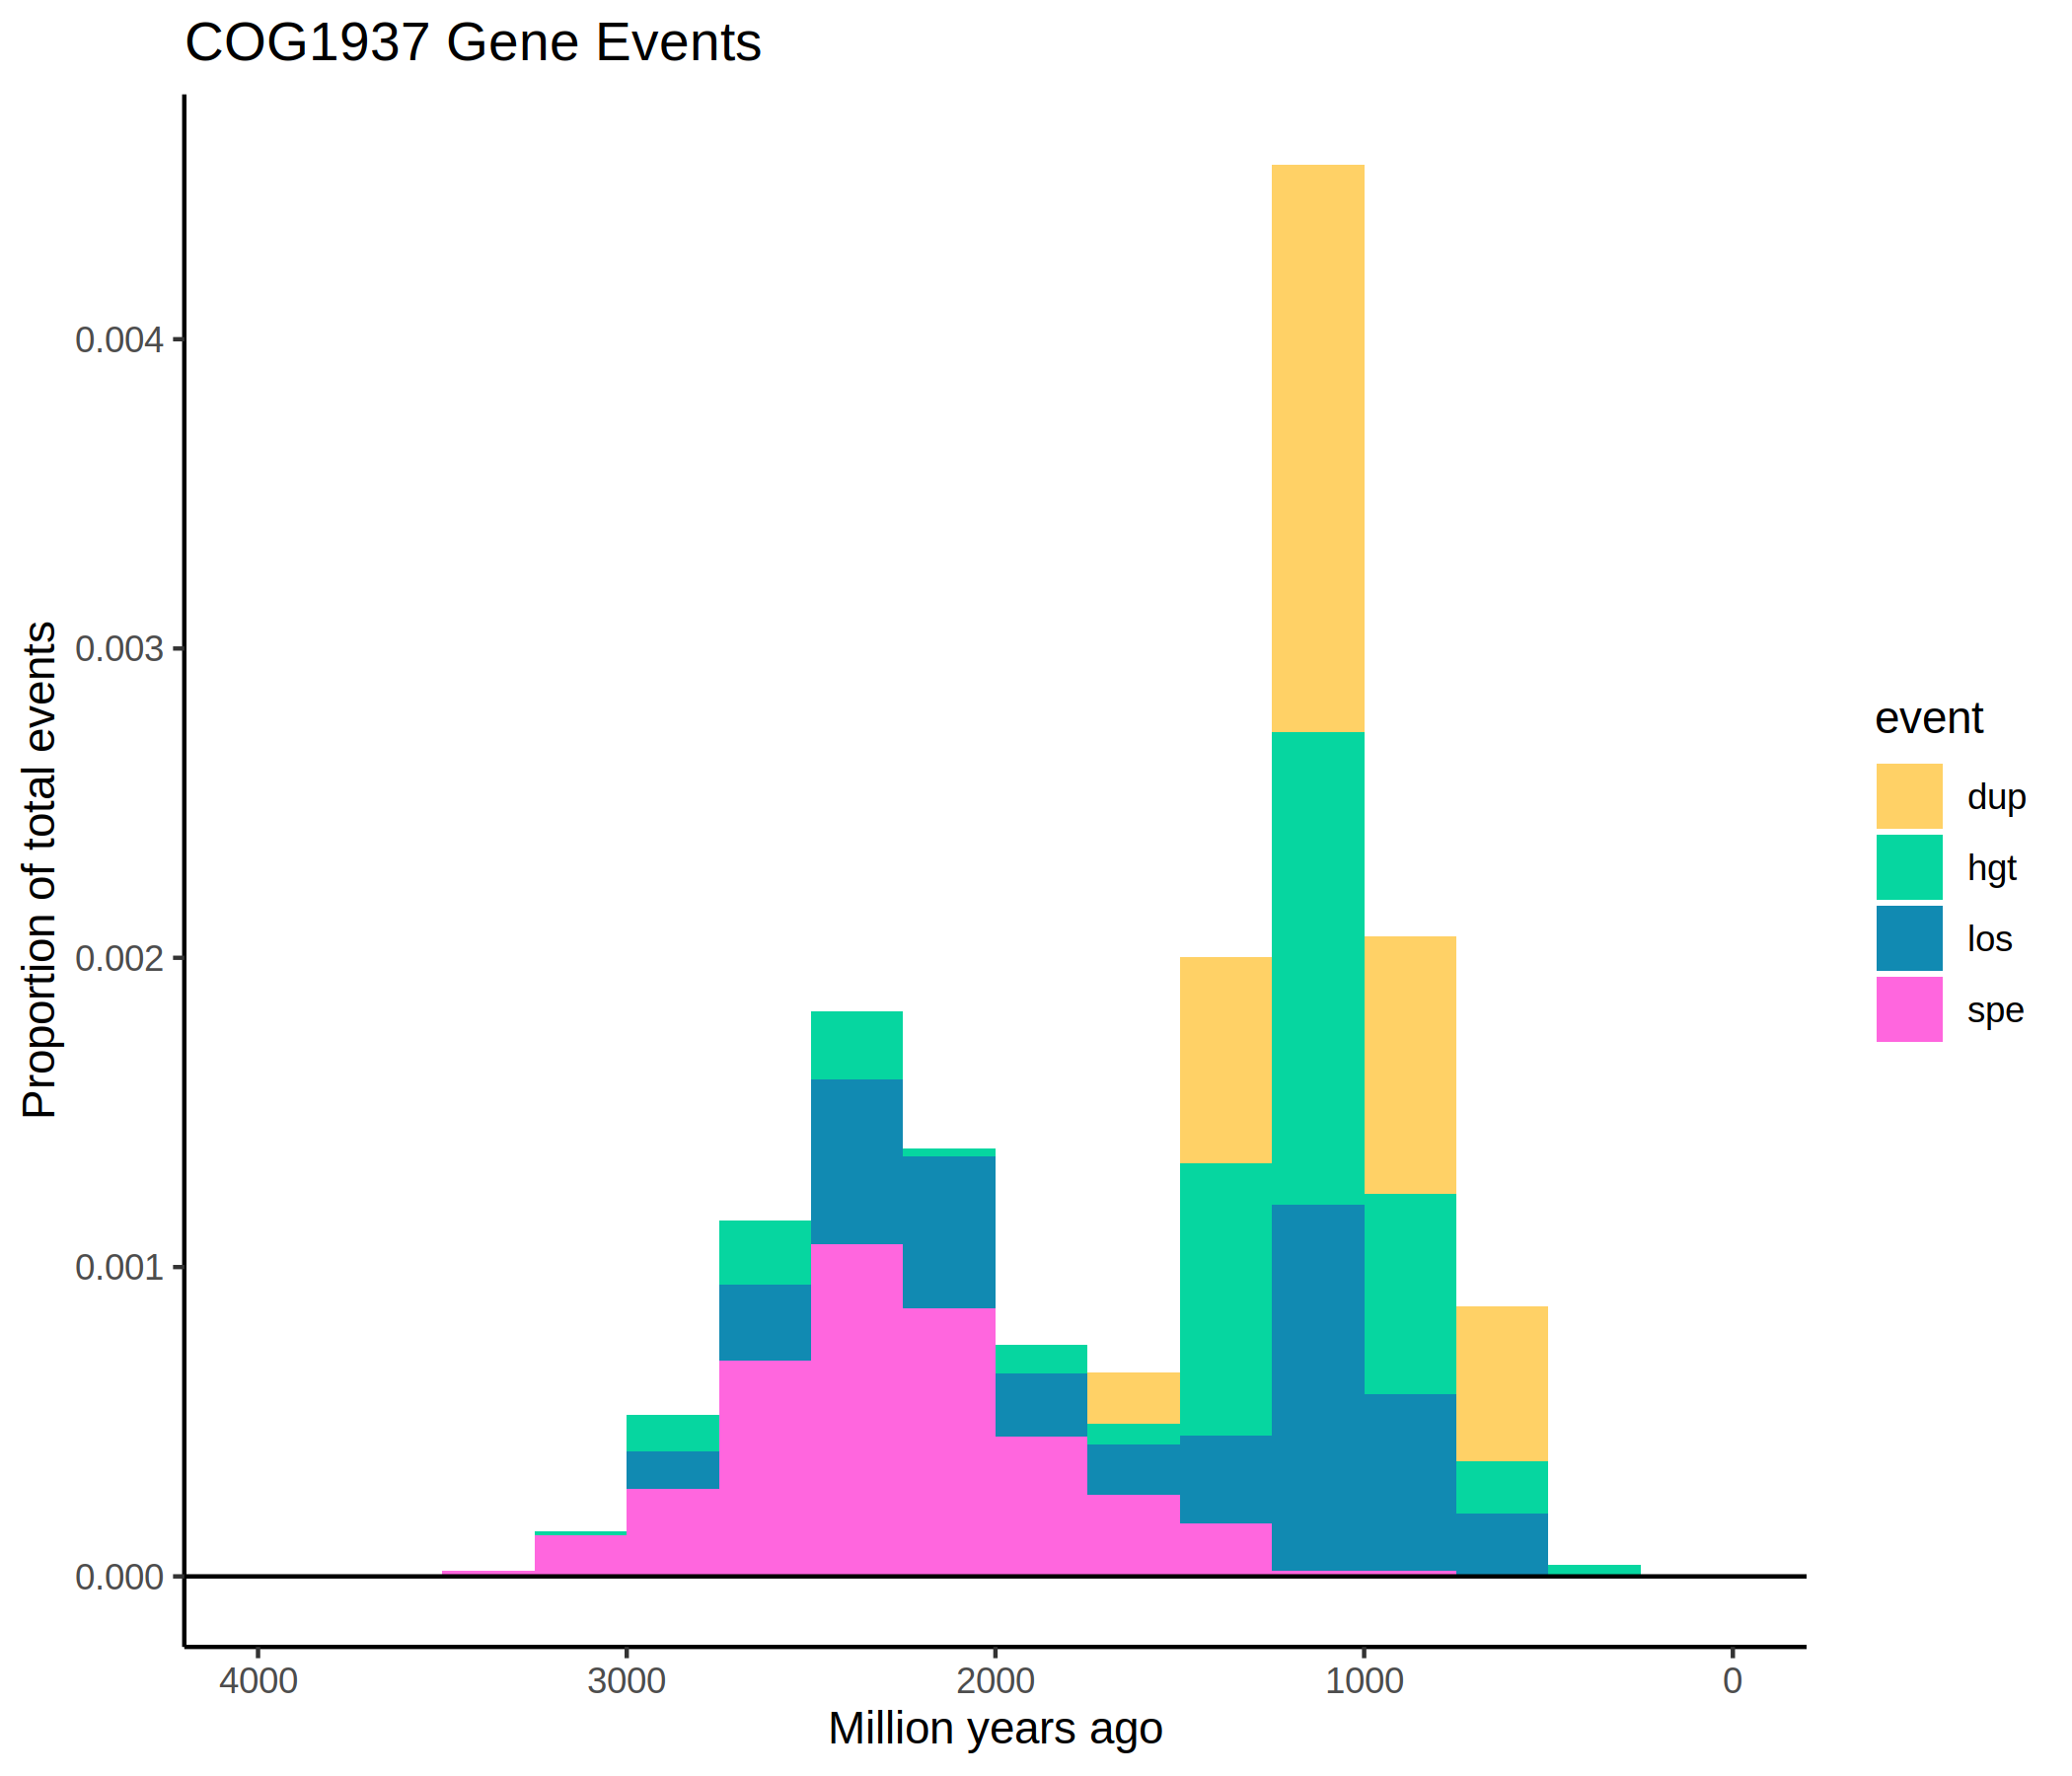 COG1937 Gene Events
Proportion of total events
0.004
0.003
0.002
0.001
0.000
4000 3000 2000 1000 0
Million years ago
event
dup
hgt
los
spe